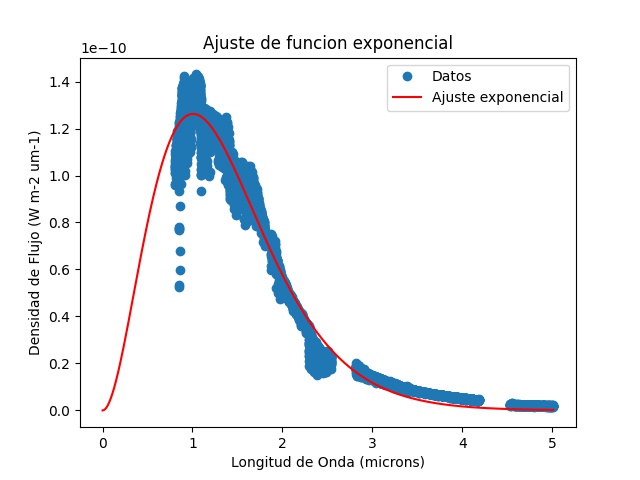 Ajuste de funcion exponencial
1e−10
Datos
Ajuste exponencial
Densidad de Flujo (W m-2 um-1)
1.4
1.2
1.0
0.8
0.6
0.4
0.2
0.0
0 1 2 3 4 5
Longitud de Onda (microns)